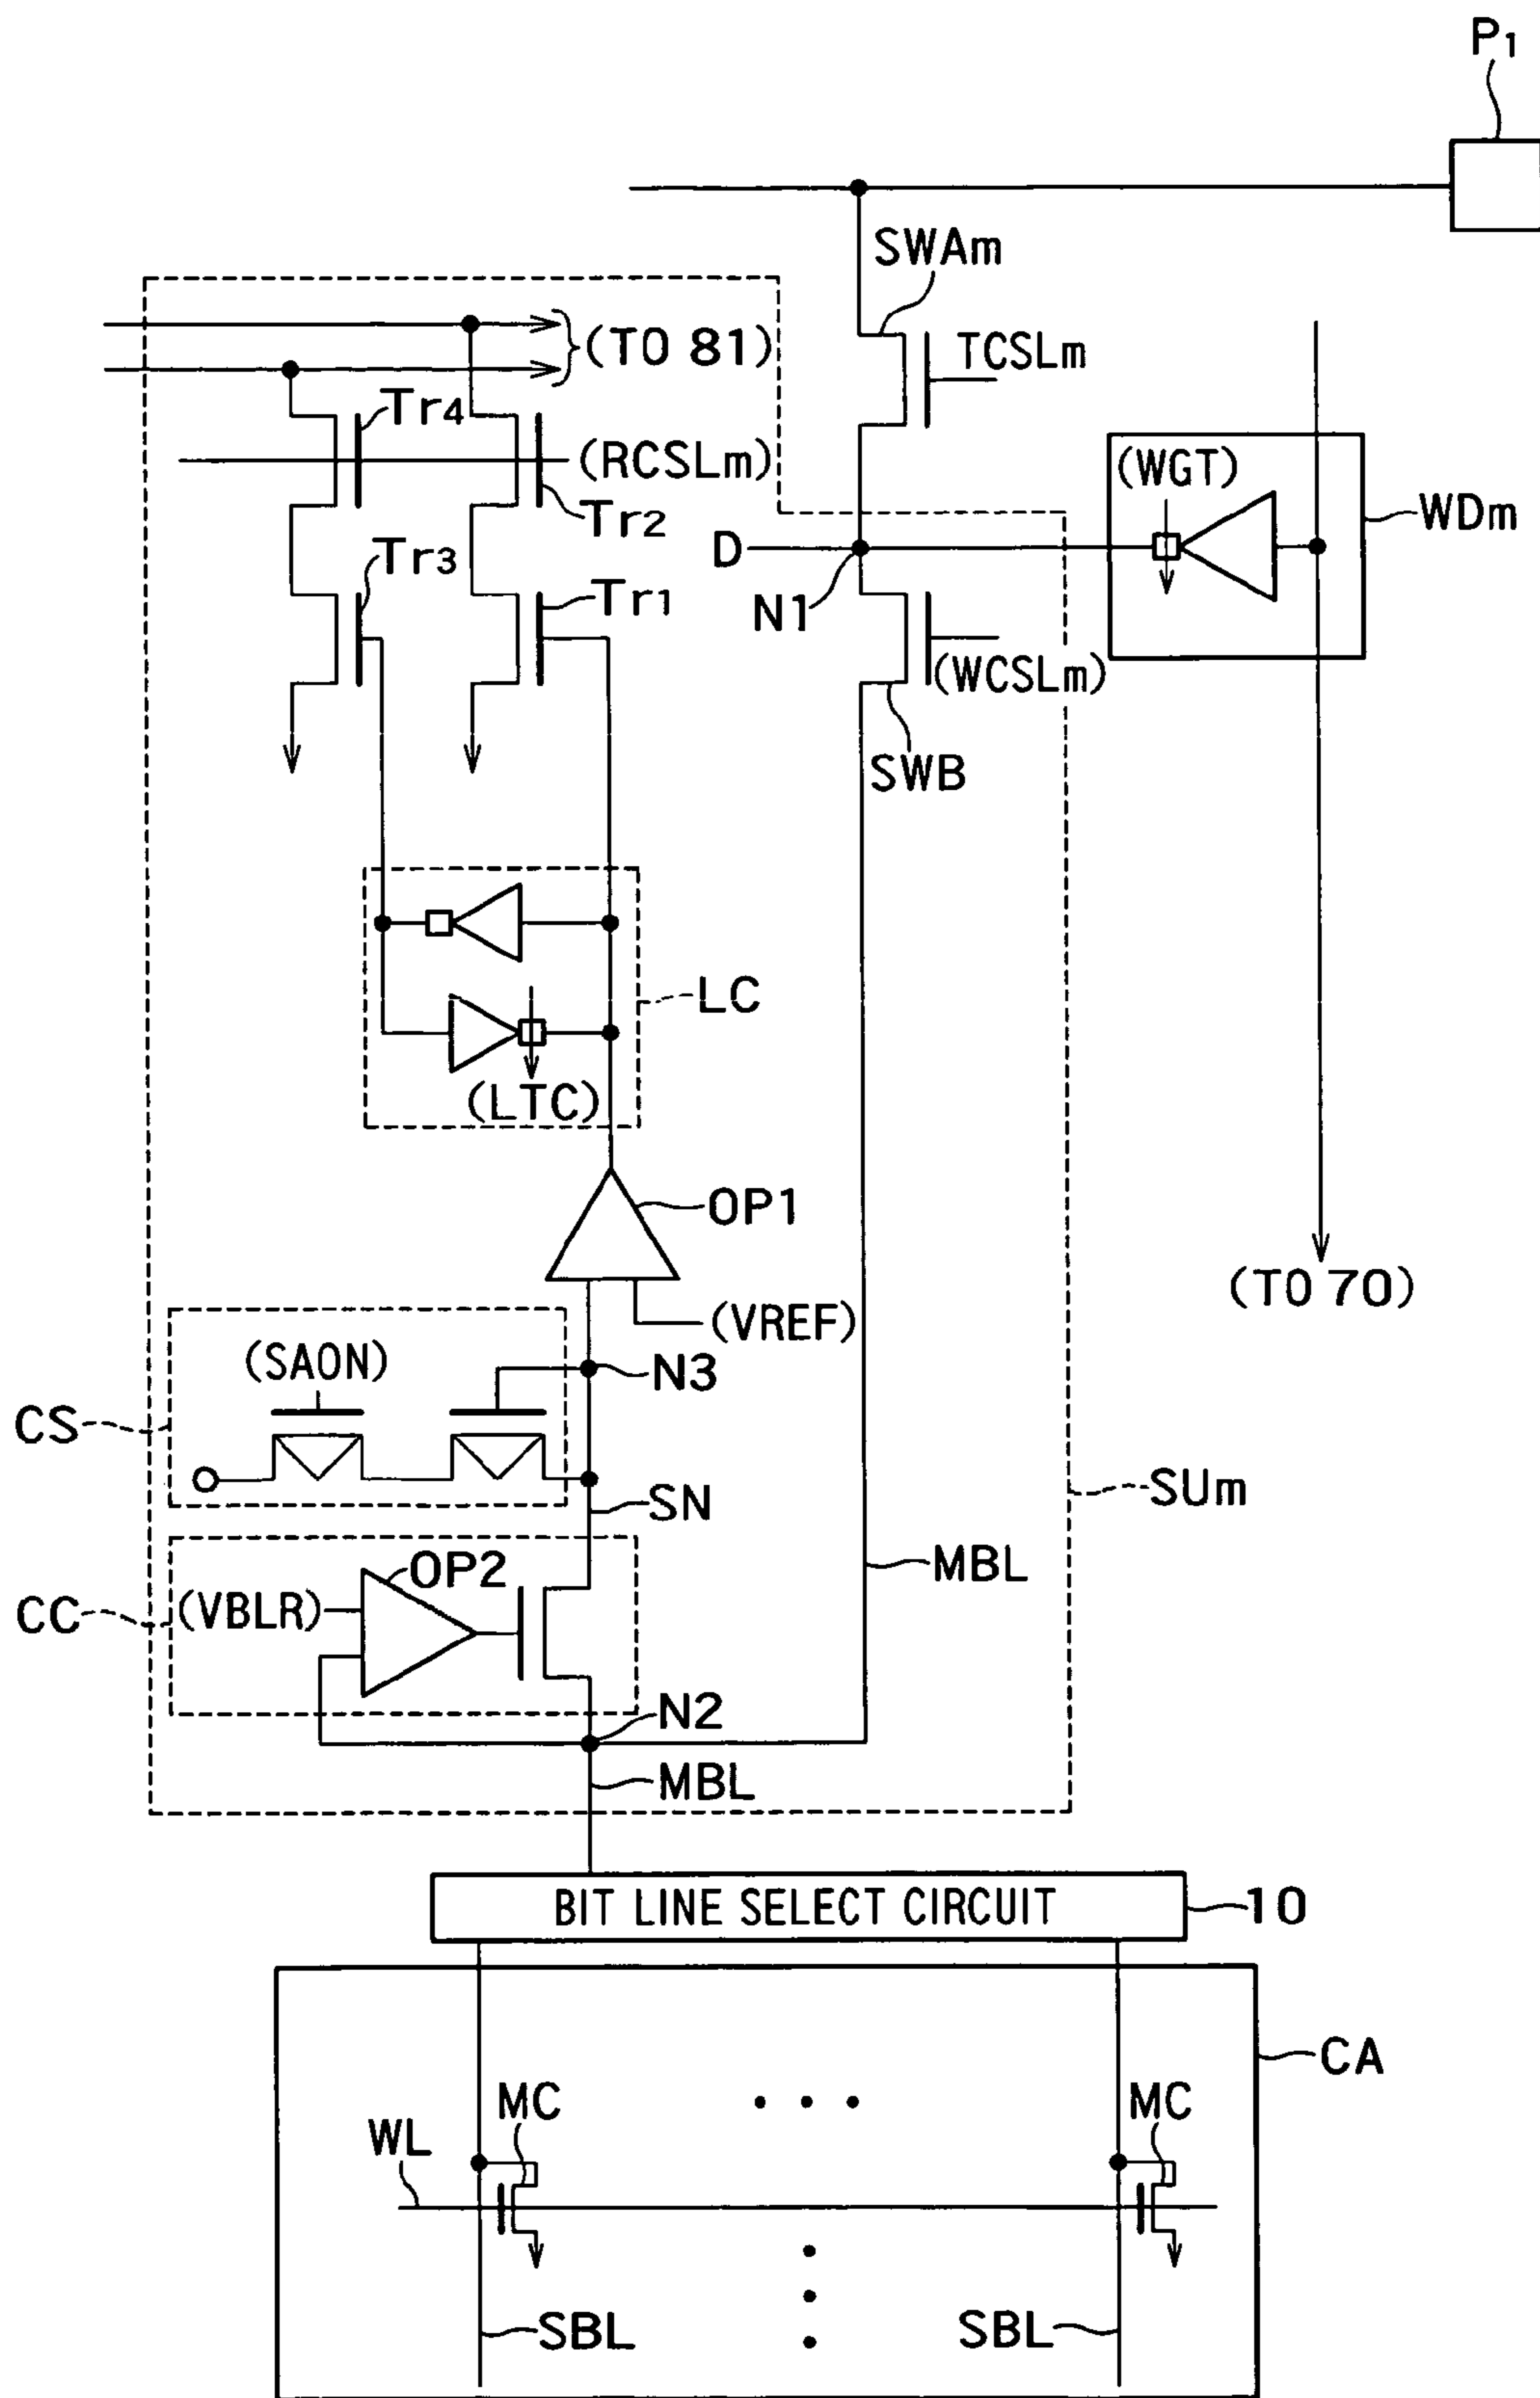 P1
SWAm
(TO 81)
TCSLm
Tr4
(RCSLm)
(WGT)
WDm
Tr2
D
Tr3
Tr1
N1
(WCSLm)
SWB
LC
(LTC)
OP1
(TO 70)
(VREF)
(SAON)
N3
CS
SUm
SN
OP2
MBL
CC
(VBLR)
N2
MBL
BIT LINE SELECT CIRCUIT
10
CA
MC
MC
WL
SBL
SBL